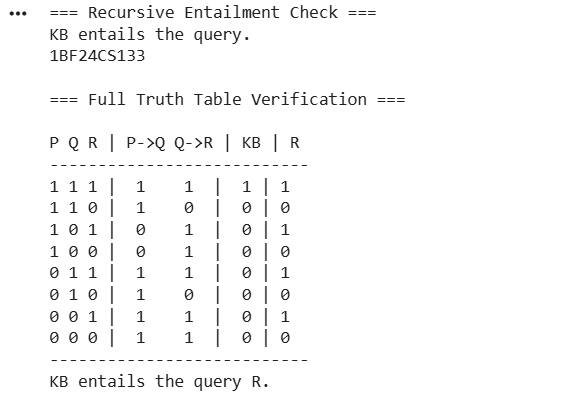 ... === Recursive Entailment Check ===
KB entails the query.
1BF24CS133
=== Full Truth Table Verification ===
P Q R | P->Q Q->R | KB | R
---------------------------
1 1 1 | 1 1 | 1 | 1
1 1 0 | 1 0 | 0 | 0
1 0 1 | 0 1 | 0 | 1
1 0 0 | 0 1 | 0 | 0
0 1 1 | 1 1 | 0 | 1
0 1 0 | 1 0 | 0 | 0
0 0 1 | 1 1 | 0 | 1
0 0 0 | 1 1 | 0 | 0
---------------------------
KB entails the query R.